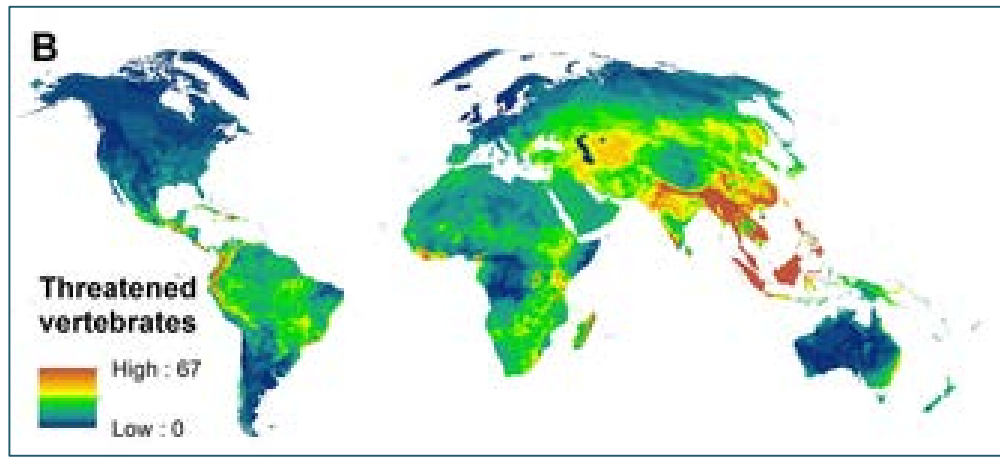 B
Threatened
vertebrates
High : 67
Low : 0